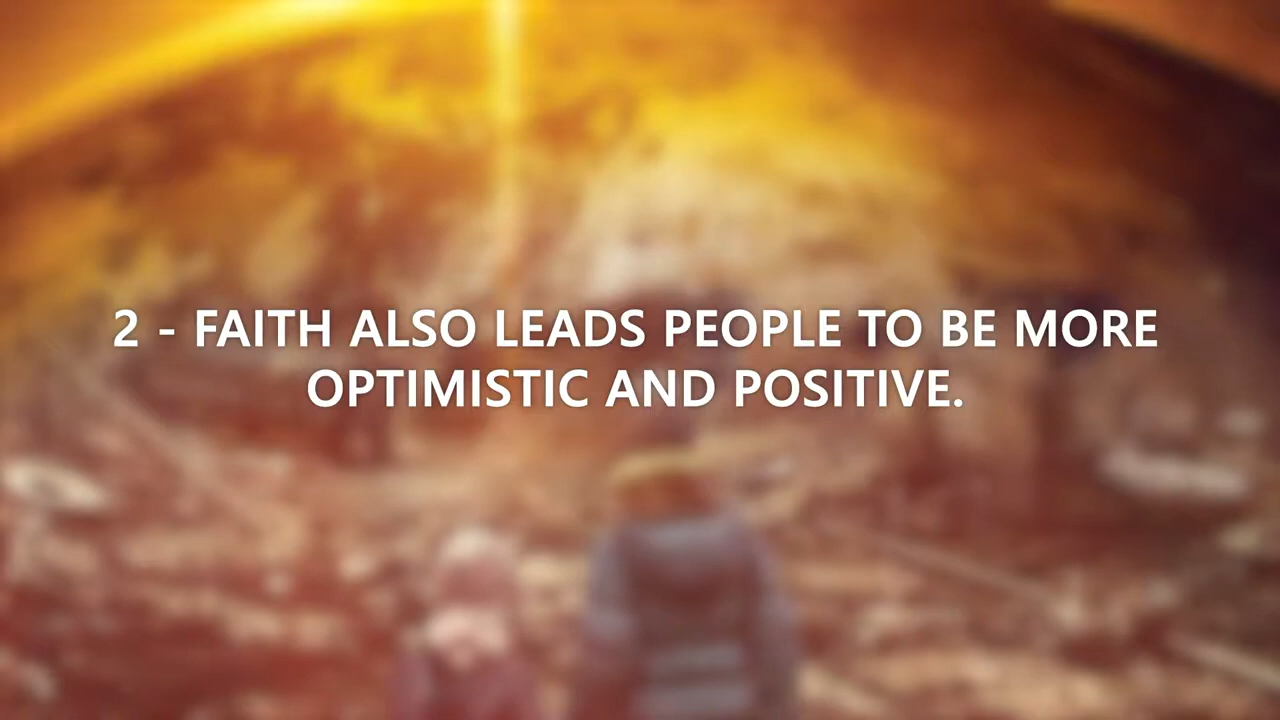 2 - FAITH ALSO LEADS PEOPLE TO BE MORE
OPTIMISTIC AND POSITIVE.